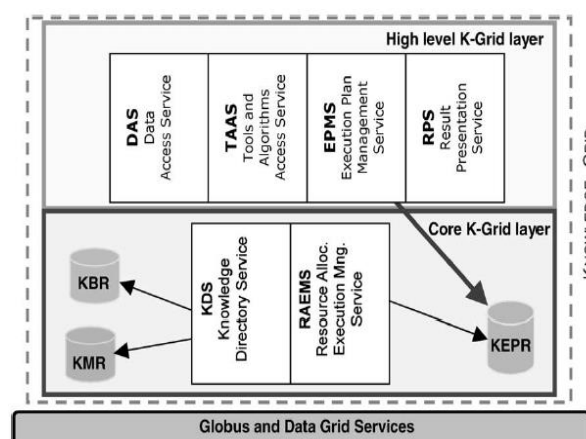 High level K-Grid layer
DAS
Data
Access Service
TAAS
Tools and
Algorithms
Access Service
EPMS
Execution Plan
Management
Service
RPS
Result
Presentation
Service
Core K-Grid layer
KBR
KMR
KDS
Knowledge
Directory Service
RAEMS
Resource Alloc.
Execution Mng.
Service
KEPR
Globus and Data Grid Services